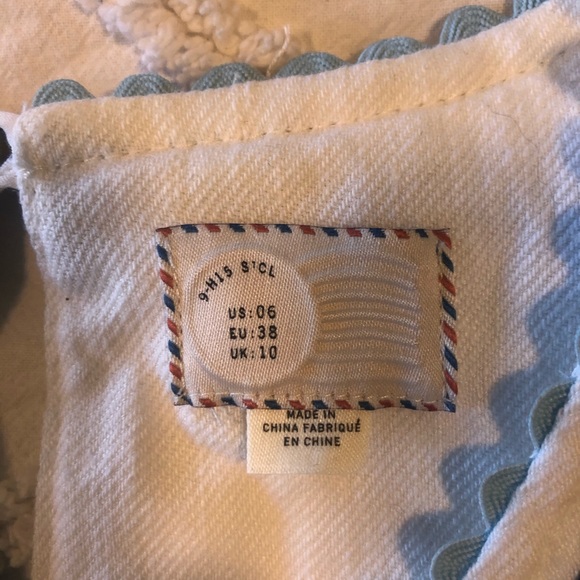 9-H15 STCL
US:06
EU:38
UK:10
MADE IN
CHINA FABRIQUÉ
EN CHINE